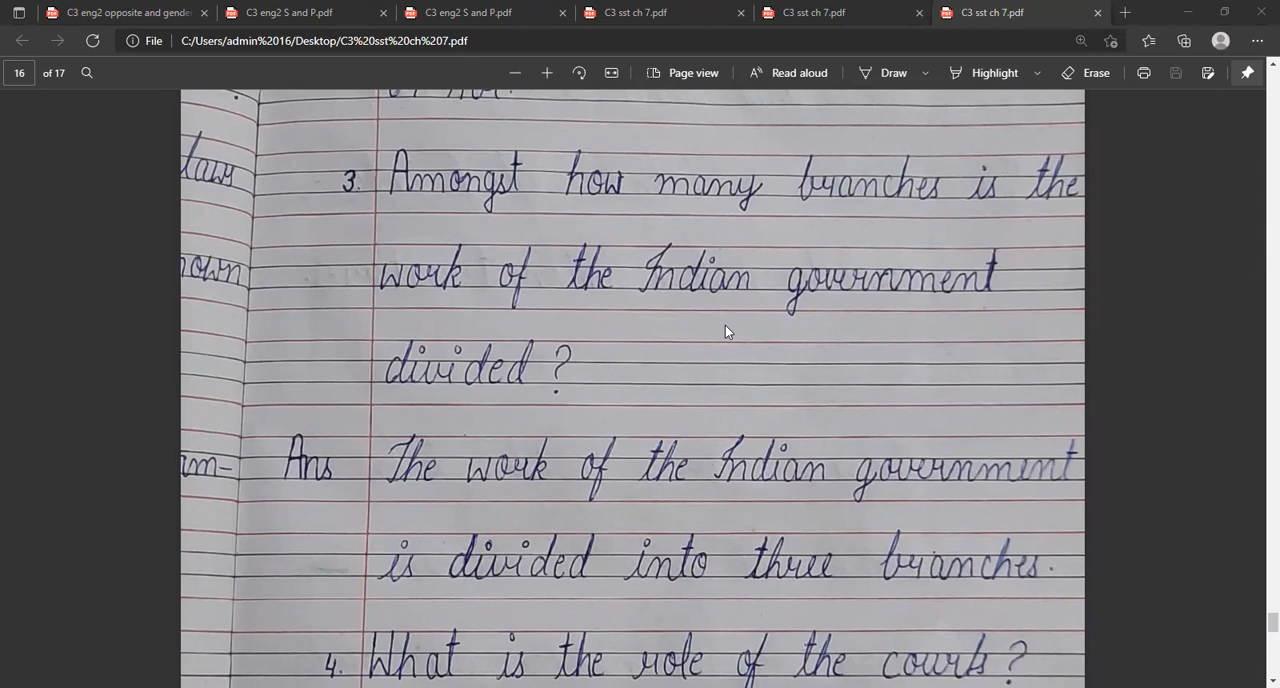 C3 eng2 opposite and gende
C3 eng2 S and P.pdf
C3 eng2 S and P.pdf
C3 sst ch 7.pdf
C3 sst ch 7.pdf
C3 sst ch 7.pdf
File C:/Users/admin%2016/Desktop/C3%20sst%20ch%207.pdf
16 of 17 Page view Read aloud Draw Highlight Erase
3. Amongst how many branches is the
work of the Indian government
divided?
Ans The work of the Indian government
is divided into three branches.
4. What is the role of the courts?